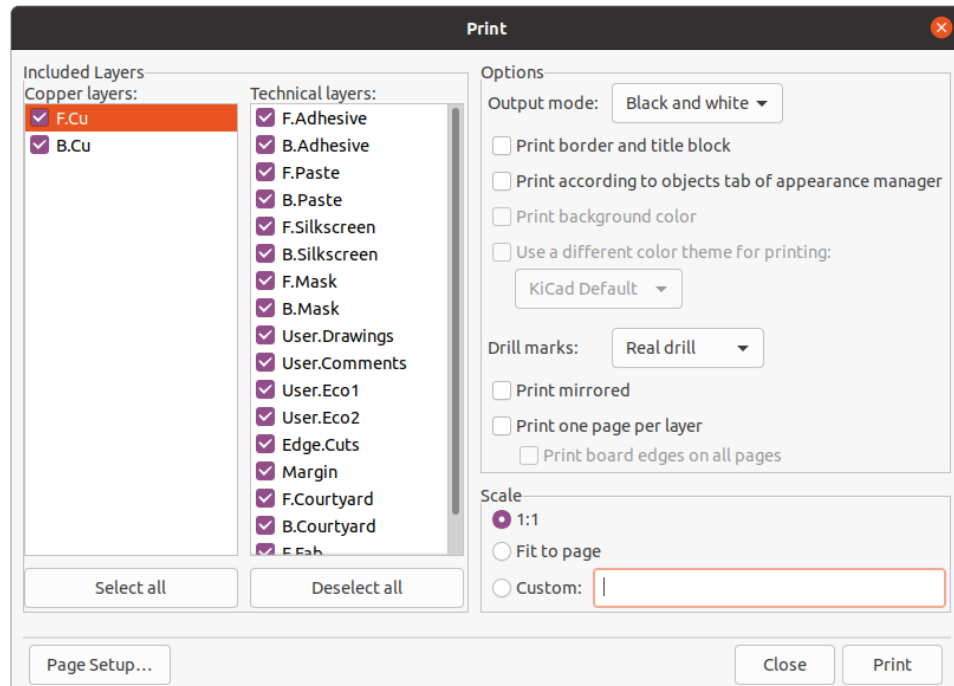 Print
Included Layers
Copper layers:
F.Cu
B.Cu
Select all
Technical layers:
F.Adhesive
B.Adhesive
F.Paste
B.Paste
F.Silkscreen
B.Silkscreen
F.Mask
B.Mask
User.Drawings
User.Comments
User.Eco1
User.Eco2
Edge.Cuts
Margin
F.Courtyard
B.Courtyard
F.Fab
Deselect all
Options
Output mode: Black and white
Print border and title block
Print according to objects tab of appearance manager
Print background color
Use a different color theme for printing:
KiCad Default
Drill marks: Real drill
Print mirrored
Print one page per layer
Print board edges on all pages
Scale
1:1
Fit to page
Custom:
Page Setup...
Close
Print